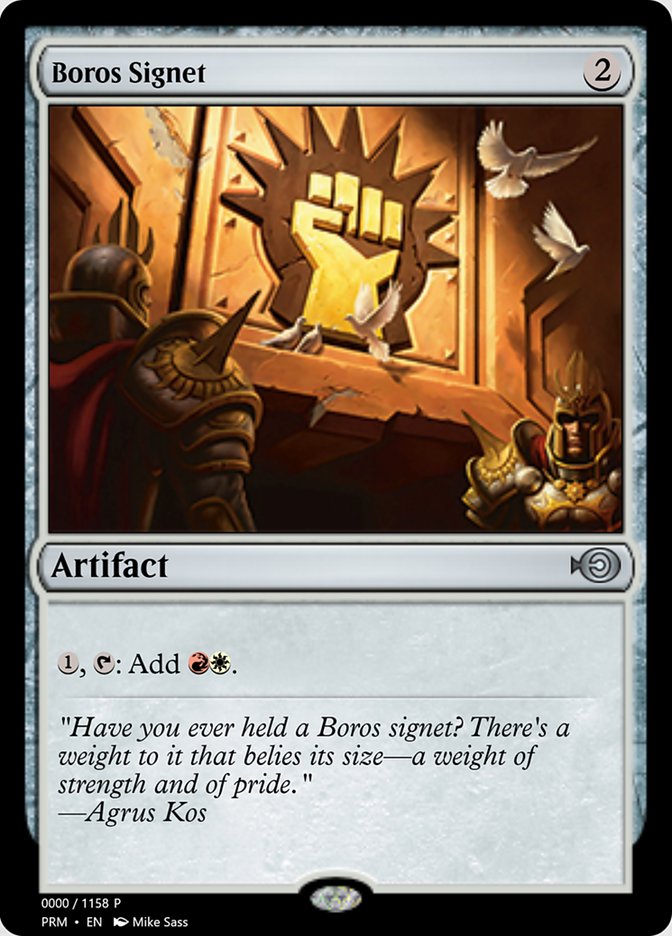 Boros Signet 2
Artifact
1, : Add .
"Have you ever held a Boros signet? There's a
weight to it that belies its size—a weight of
strength and of pride."
—Agrus Kos
0000 / 1158 P
PRM • EN Mike Sass